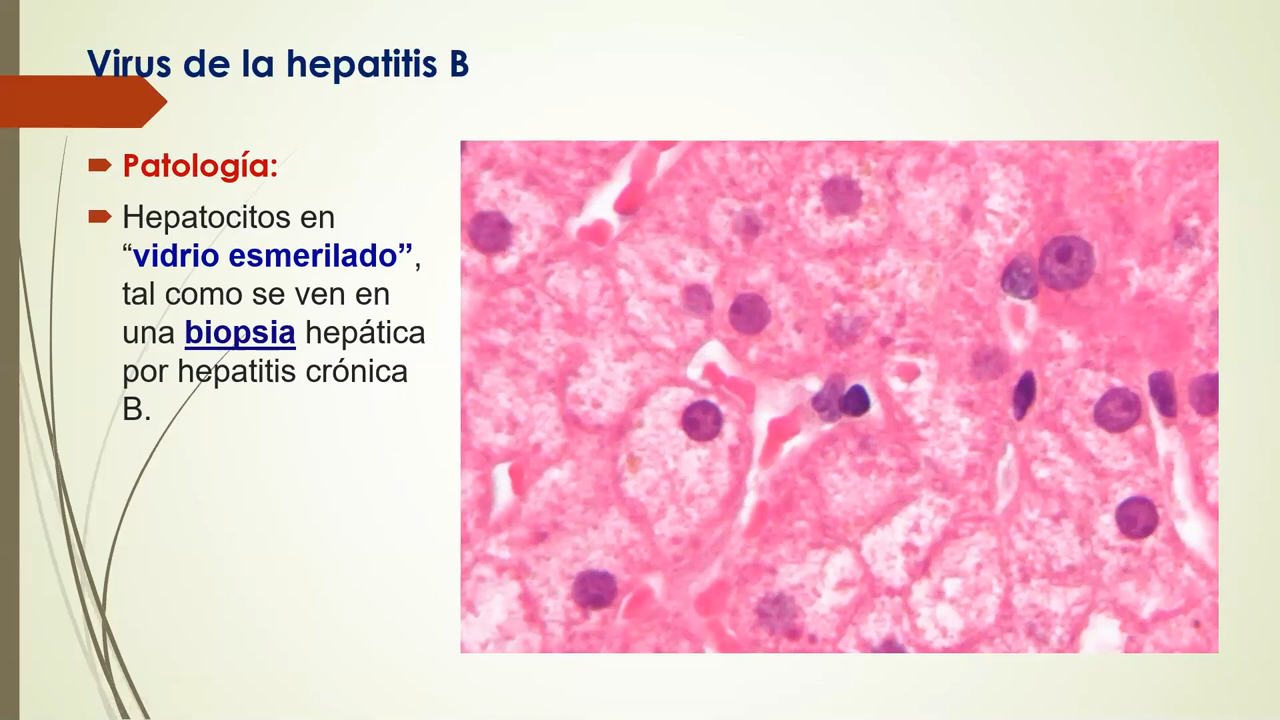 Virus de la hepatitis B
Patología:
Hepatocitos en
“vidrio esmerilado”,
tal como se ven en
una biopsia hepática
por hepatitis crónica
B.